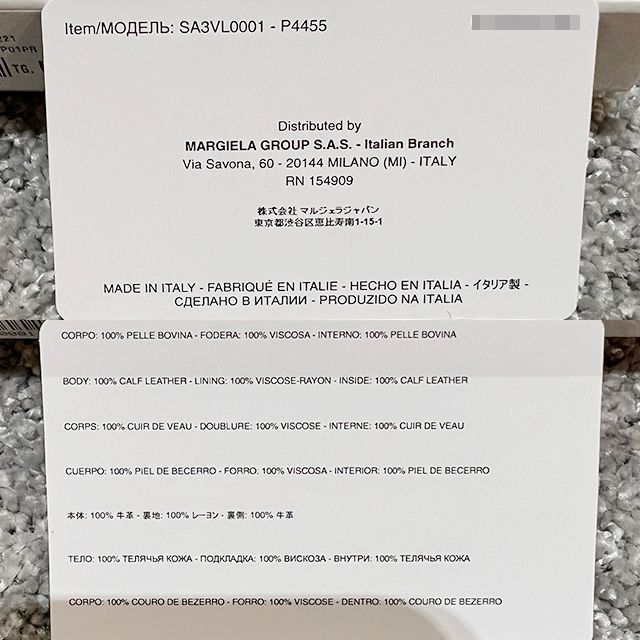 221
P01PR
TG.
Item/МОДЕЛЬ: SA3VL0001 - P4455
Distributed by
MARGIELA GROUP S.A.S. - Italian Branch
Via Savona, 60 - 20144 MILANO (MI) - ITALY
RN 154909
株式会社 マルジェラジャパン
東京都渋谷区恵比寿南1-15-1
MADE IN ITALY - FABRIQUÉ EN ITALIE - HECHO EN ITALIA - イタリア製 -
СДЕЛАНО В ИТАЛИИ - PRODUZIDO NA ITALIA
CORPO: 100% PELLE BOVINA - FODERA: 100% VISCOSA - INTERNO: 100% PELLE BOVINA
BODY: 100% CALF LEATHER - LINING: 100% VISCOSE-RAYON - INSIDE: 100% CALF LEATHER
CORPS: 100% CUIR DE VEAU - DOUBLURE: 100% VISCOSE - INTERNE: 100% CUIR DE VEAU
CUERPO: 100% PIEL DE BECERRO - FORRO: 100% VISCOSA - INTERIOR: 100% PIEL DE BECERRO
本体: 100% 牛革 - 裏地: 100% レーヨン - 裏側: 100% 牛革
ТЕЛО: 100% ТЕЛЯЧЬЯ КОЖА - ПОДКЛАДКА: 100% ВИСКОЗА - ВНУТРИ: 100% ТЕЛЯЧЬЯ КОЖА
CORPO: 100% COURO DE BEZERRO - FORRO: 100% VISCOSE - DENTRO: 100% COURO DE BEZERRO